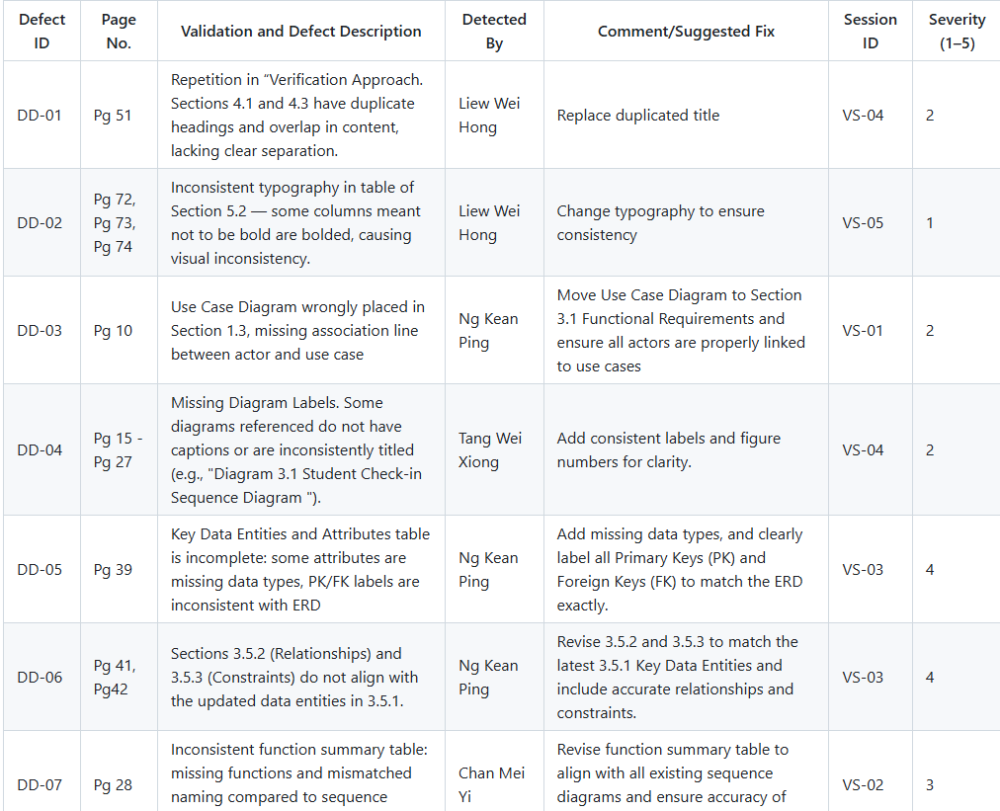 Defect ID | Page No. | Validation and Defect Description | Detected By | Comment/Suggested Fix | Session ID | Severity (1–5)
DD-01 | Pg 51 | Repetition in “Verification Approach. Sections 4.1 and 4.3 have duplicate headings and overlap in content, lacking clear separation. | Liew Wei Hong | Replace duplicated title | VS-04 | 2
DD-02 | Pg 72, Pg 73, Pg 74 | Inconsistent typography in table of Section 5.2 — some columns meant not to be bold are bolded, causing visual inconsistency. | Liew Wei Hong | Change typography to ensure consistency | VS-05 | 1
DD-03 | Pg 10 | Use Case Diagram wrongly placed in Section 1.3, missing association line between actor and use case | Ng Kean Ping | Move Use Case Diagram to Section 3.1 Functional Requirements and ensure all actors are properly linked to use cases | VS-01 | 2
DD-04 | Pg 15 - Pg 27 | Missing Diagram Labels. Some diagrams referenced do not have captions or are inconsistently titled (e.g., "Diagram 3.1 Student Check-in Sequence Diagram "). | Tang Wei Xiong | Add consistent labels and figure numbers for clarity. | VS-04 | 2
DD-05 | Pg 39 | Key Data Entities and Attributes table is incomplete: some attributes are missing data types, PK/FK labels are inconsistent with ERD | Ng Kean Ping | Add missing data types, and clearly label all Primary Keys (PK) and Foreign Keys (FK) to match the ERD exactly. | VS-03 | 4
DD-06 | Pg 41, Pg42 | Sections 3.5.2 (Relationships) and 3.5.3 (Constraints) do not align with the updated data entities in 3.5.1. | Ng Kean Ping | Revise 3.5.2 and 3.5.3 to match the latest 3.5.1 Key Data Entities and include accurate relationships and constraints. | VS-03 | 4
DD-07 | Pg 28 | Inconsistent function summary table: missing functions and mismatched naming compared to sequence | Chan Mei Yi | Revise function summary table to align with all existing sequence diagrams and ensure accuracy of | VS-02 | 3